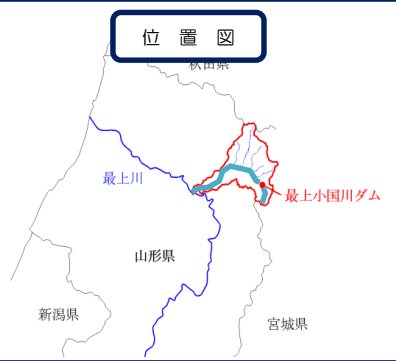 位置図
秋田県
最上川
最上小国川ダム
山形県
新潟県
宮城県